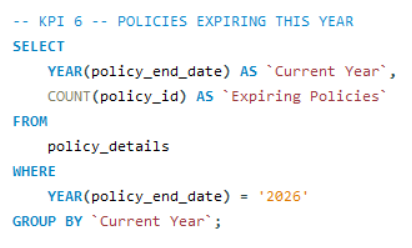 -- KPI 6 -- POLICIES EXPIRING THIS YEAR
SELECT
    YEAR(policy_end_date) AS `Current Year`,
    COUNT(policy_id) AS `Expiring Policies`
FROM
    policy_details
WHERE
    YEAR(policy_end_date) = '2026'
GROUP BY `Current Year`;